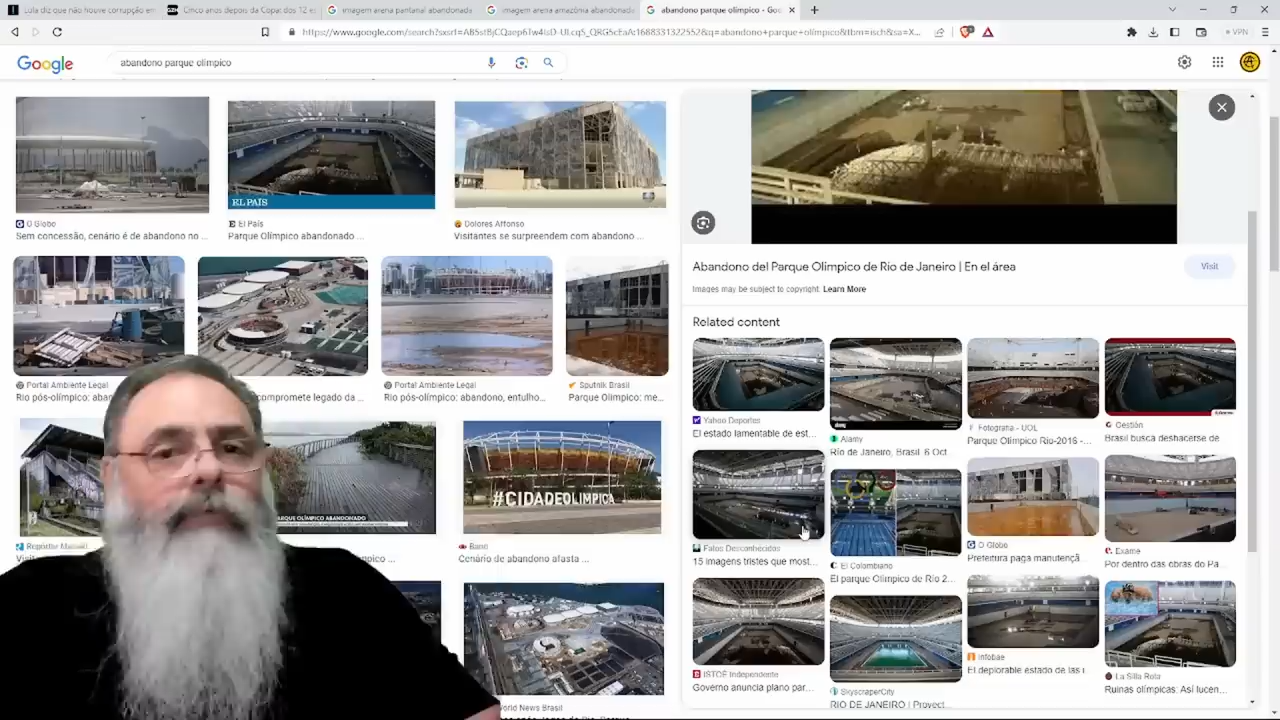 Lula diz que não houve corrupção em
Cinco anos depois da Copa: dos 12 e
imagem arena pantanal abandonada
imagem arena amazônia abandonada
abandono parque olímpico - Goo
VPN
Google
abandono parque olímpico
O Globo
Sem concessão, cenário é de abandono no ...
EL PAÍS
El País
Parque Olímpico abandonado ...
Dolores Affonso
Visitantes se surpreendem com abandono ...
Portal Ambiente Legal
Rio pós-olímpico: aban
compromete legado da ...
Portal Ambiente Legal
Rio pós-olímpico: abandono, entulho...
Sputnik Brasil
Parque Olímpico: me...
PARQUE OLÍMPICO ABANDONADO
#CIDADEOLIMPICA
Band
Cenário de abandono afasta ...
World News Brasil
Abandono del Parque Olimpico de Rio de Janeiro | En el área
Visit
Images may be subject to copyright. Learn More
Related content
Yahoo Deportes
El estado lamentable de est...
Alamy
Rio de Janeiro, Brasil. 6 Oct...
Fotografia - UOL
Parque Olímpico Rio-2016 -...
Gestión
Brasil busca deshacerse de
Fatos Desconhecidos
15 imagens tristes que most...
El Colombiano
El parque Olímpico de Río 2...
O Globo
Prefeitura paga manutençã
Exame
Por dentro das obras do Pa...
ISTOÉ Independente
Governo anuncia plano par...
SkyscraperCity
RIO DE JANEIRO | Proyect
Infobae
El deplorable estado de las i
La Silla Rota
Ruinas olímpicas: Así lucen...